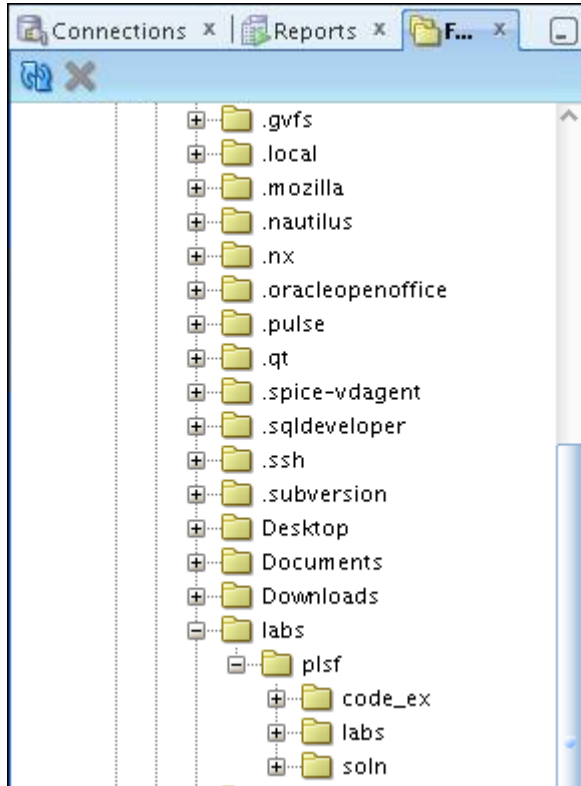 Connections Reports F...
.gvfs
.local
.mozilla
.nautilus
.nx
.oracleopenoffice
.pulse
.qt
.spice-vdagent
.sqldeveloper
.ssh
.subversion
Desktop
Documents
Downloads
labs
plsf
code_ex
labs
soln